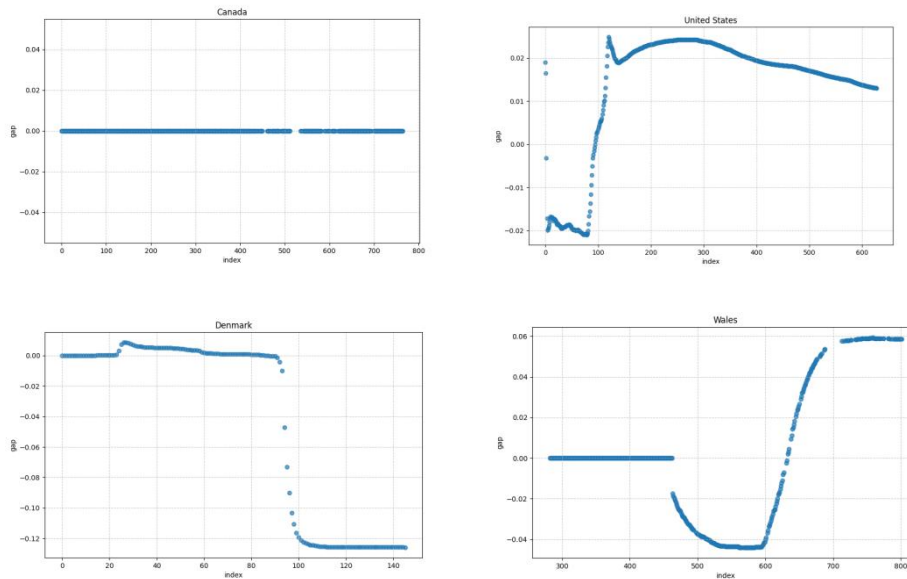 Canada
gap
0.04
0.02
0.00
−0.02
−0.04
0 100 200 300 400 500 600 700 800
index
United States
gap
0.02
0.01
0.00
−0.01
−0.02
0 100 200 300 400 500 600
index
Denmark
gap
0.00
−0.02
−0.04
−0.06
−0.08
−0.10
−0.12
0 20 40 60 80 100 120 140
index
Wales
gap
0.06
0.04
0.02
0.00
−0.02
−0.04
300 400 500 600 700 800
index